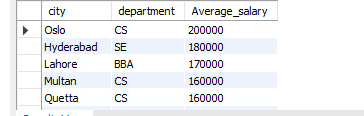 city department Average_salary
Oslo CS 200000
Hyderabad SE 180000
Lahore BBA 170000
Multan CS 160000
Quetta CS 160000